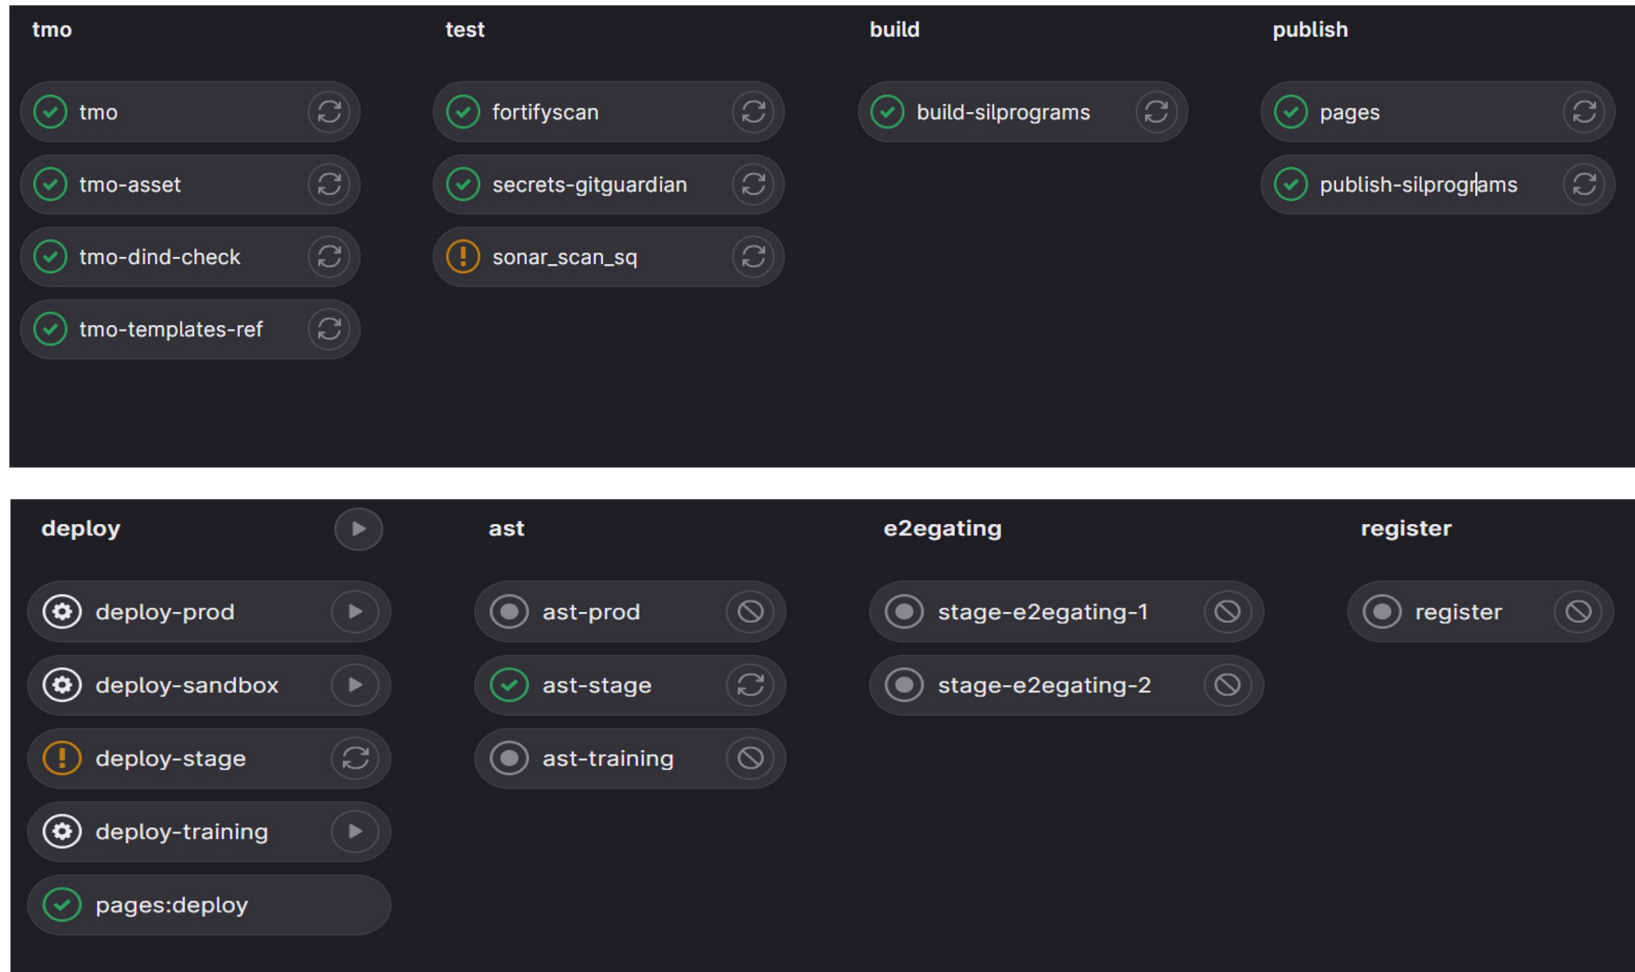 tmo
test
build
publish
tmo
fortifyscan
build-silprograms
pages
tmo-asset
secrets-gitguardian
publish-silprograms
tmo-dind-check
sonar_scan_sq
tmo-templates-ref
deploy
ast
e2egating
register
deploy-prod
ast-prod
stage-e2egating-1
register
deploy-sandbox
ast-stage
stage-e2egating-2
deploy-stage
ast-training
deploy-training
pages:deploy